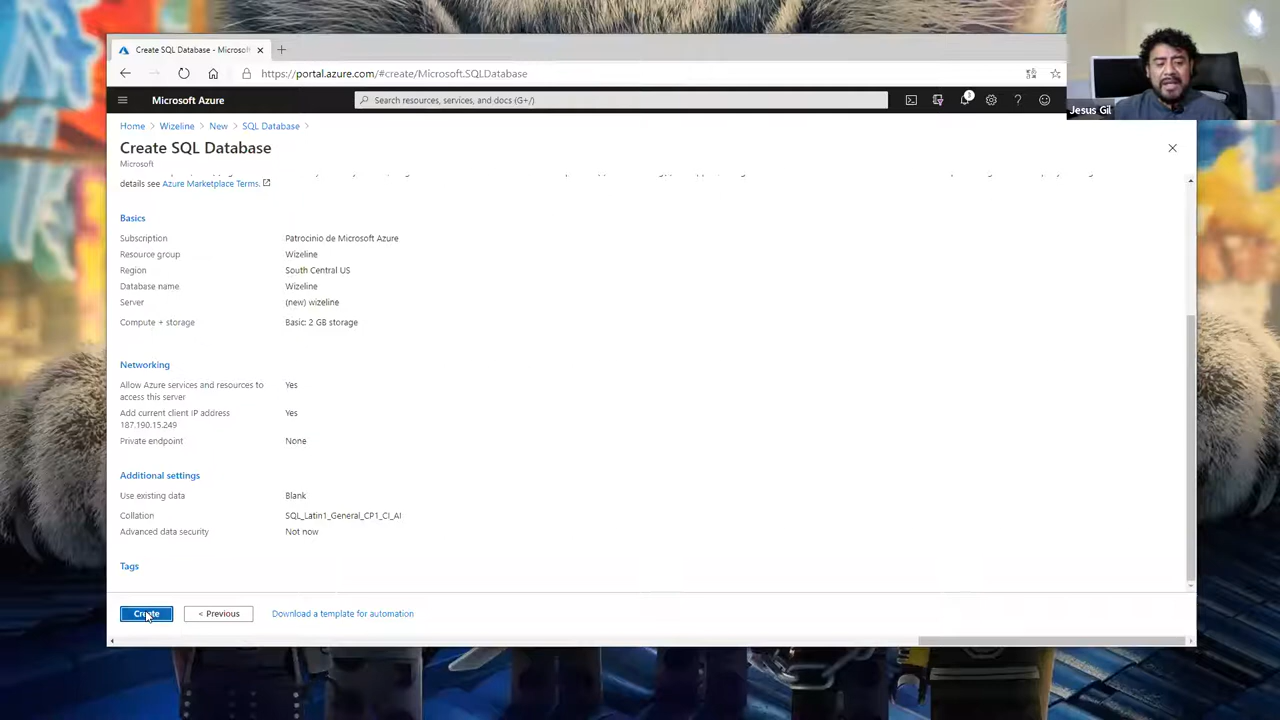 Create SQL Database - Microsoft
https://portal.azure.com/#create/Microsoft.SQLDatabase
Microsoft Azure
Search resources, services, and docs (G+/)
3
Jesus Gil
Home > Wizeline > New > SQL Database >
Create SQL Database
Microsoft
details see Azure Marketplace Terms.
Basics
Subscription Patrocinio de Microsoft Azure
Resource group Wizeline
Region South Central US
Database name Wizeline
Server (new) wizeline
Compute + storage Basic: 2 GB storage
Networking
Allow Azure services and resources to Yes
access this server
Add current client IP address Yes
187.190.15.249
Private endpoint None
Additional settings
Use existing data Blank
Collation SQL_Latin1_General_CP1_CI_AI
Advanced data security Not now
Tags
Create < Previous Download a template for automation